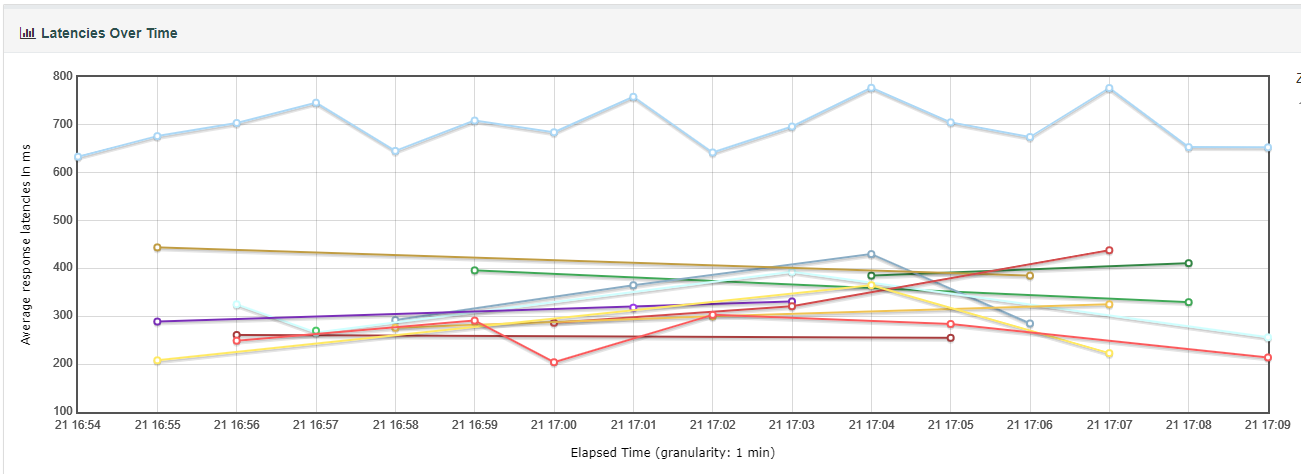 Latencies Over Time
800
700
600
500
400
300
200
100
Average response latencies in ms
21 16:54 21 16:55 21 16:56 21 16:57 21 16:58 21 16:59 21 17:00 21 17:01 21 17:02 21 17:03 21 17:04 21 17:05 21 17:06 21 17:07 21 17:08 21 17:09
Elapsed Time (granularity: 1 min)